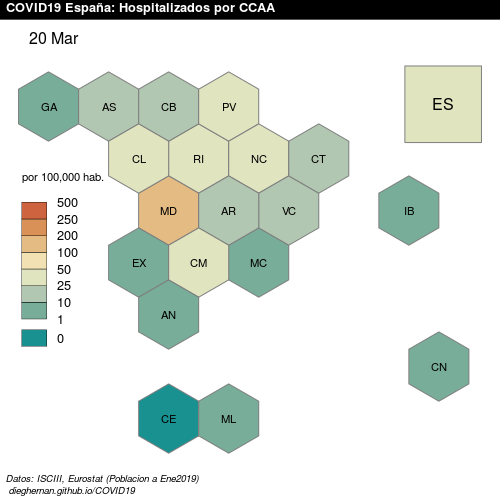 COVID19 España: Hospitalizados por CCAA
20 Mar
GA
AS
CB
PV
ES
CL
RI
NC
CT
por 100,000 hab.
500
250
200
100
50
25
10
1
0
MD
AR
VC
IB
EX
CM
MC
AN
CN
CE
ML
Datos: ISCIII, Eurostat (Poblacion a Ene2019)
dieghernan.github.io/COVID19